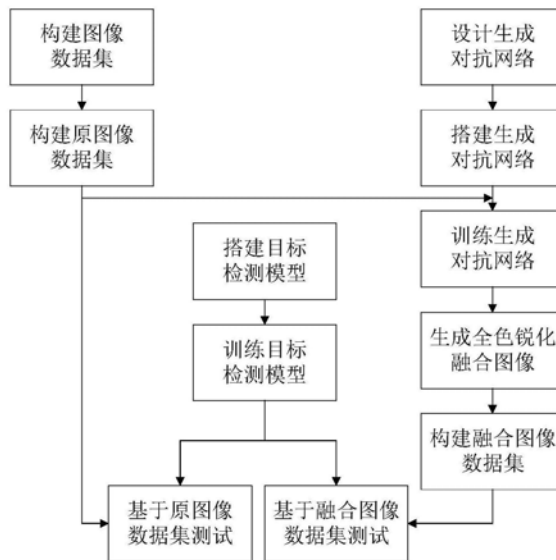 构建图像
数据集
设计生成
对抗网络
构建原图像
数据集
搭建生成
对抗网络
搭建目标
检测模型
训练生成
对抗网络
训练目标
检测模型
生成全色锐化
融合图像
构建融合图像
数据集
基于原图像
数据集测试
基于融合图像
数据集测试